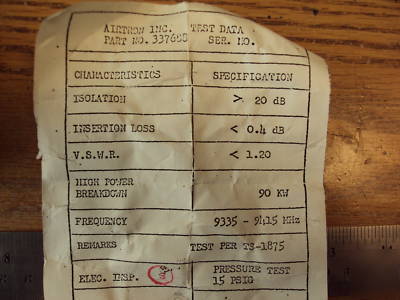 AIRTRON INC. TEST DATA
PART NO. 337688 SER. NO.
CHARACTERISTICS SPECIFICATION
ISOLATION > 20 dB
INSERTION LOSS < 0.4 dB
V.S.W.R. < 1.20
HIGH POWER
BREAKDOWN 90 KW
FREQUENCY 9335 - 9415 MHz
REMARKS TEST PER TS-1875
ELEC. INSP. PRESSURE TEST
15 PSIG